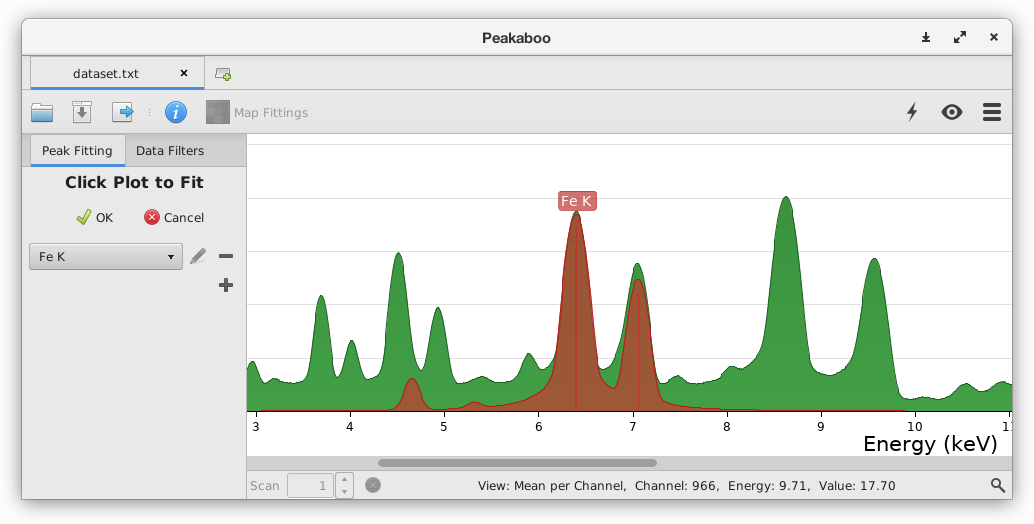 Peakaboo
dataset.txt
Map Fittings
Peak Fitting Data Filters
Click Plot to Fit
OK Cancel
Fe K
Fe K
3 4 5 6 7 8 9 10 11
Energy (keV)
Scan 1 View: Mean per Channel, Channel: 966, Energy: 9.71, Value: 17.70